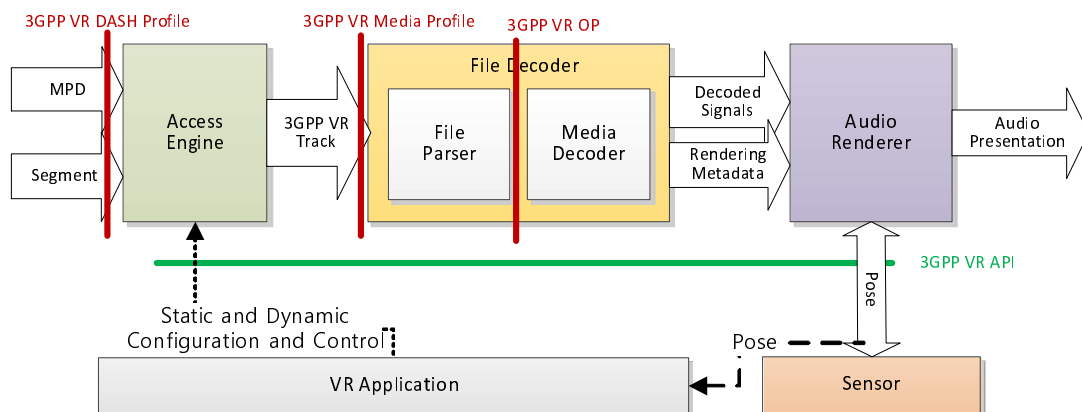 3GPP VR DASH Profile
3GPP VR Media Profile
3GPP VR OP
MPD
Segment
Access
Engine
3GPP VR
Track
File Decoder
File
Parser
Media
Decoder
Decoded
Signals
Rendering
Metadata
Audio
Renderer
Audio
Presentation
3GPP VR API
Pose
Static and Dynamic
Configuration and Control
Pose
VR Application
Sensor